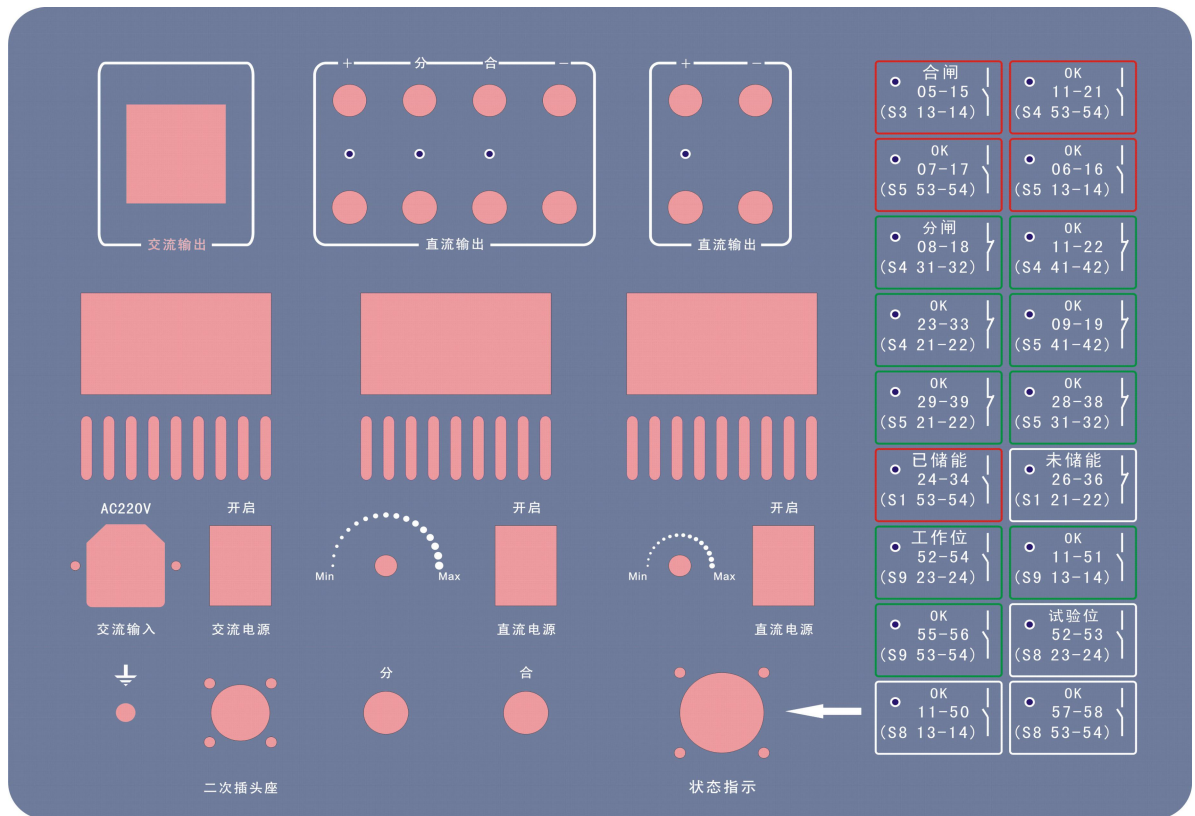 + 分 合 −
+ −
交流输出
直流输出
直流输出
合闸
05-15
(S3 13-14)
OK
11-21
(S4 53-54)
OK
07-17
(S5 53-54)
OK
06-16
(S5 13-14)
分闸
08-18
(S4 31-32)
OK
11-22
(S4 41-42)
OK
23-33
(S4 21-22)
OK
09-19
(S5 41-42)
OK
29-39
(S5 21-22)
OK
28-38
(S5 31-32)
已储能
24-34
(S1 53-54)
未储能
26-36
(S1 21-22)
工作位
52-54
(S9 23-24)
OK
11-51
(S9 13-14)
OK
55-56
(S9 53-54)
试验位
52-53
(S8 23-24)
OK
11-50
(S8 13-14)
OK
57-58
(S8 53-54)
AC220V
开启
开启
开启
Min
Max
Min
Max
交流输入
交流电源
直流电源
直流电源
分
合
二次插头座
状态指示